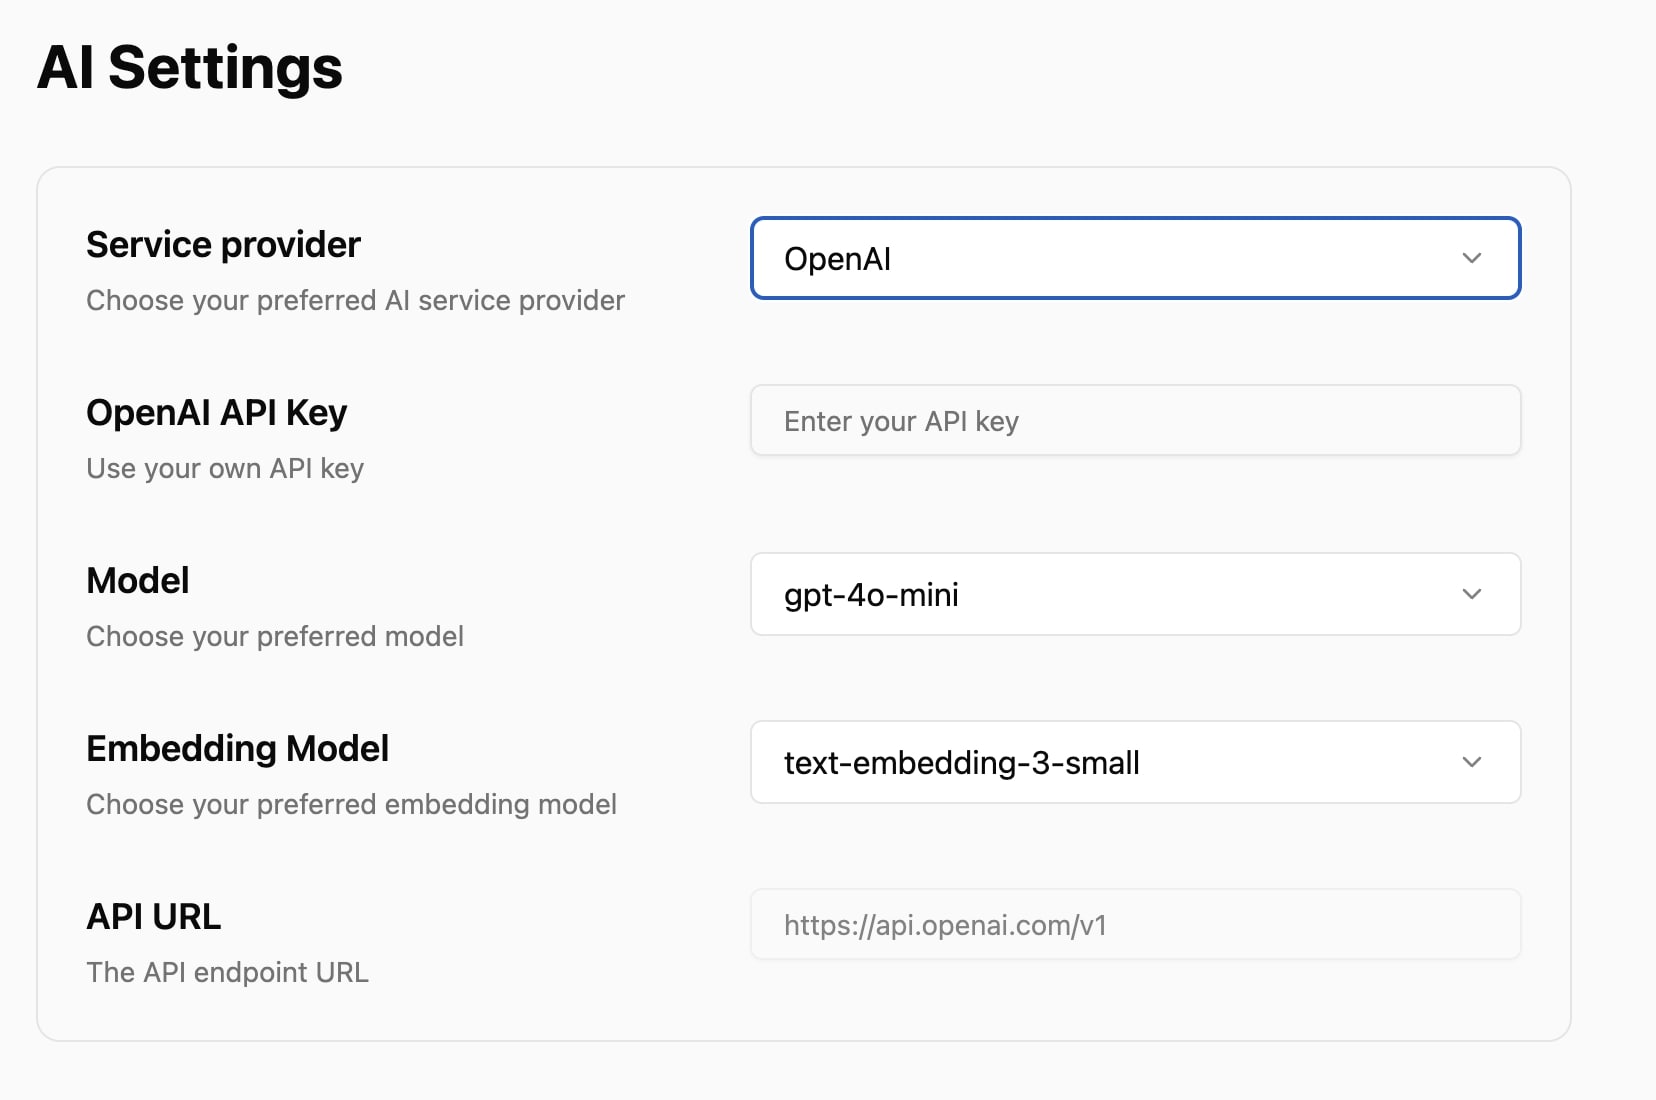 AI Settings
Service provider
Choose your preferred AI service provider
OpenAI
OpenAI API Key
Use your own API key
Enter your API key
Model
Choose your preferred model
gpt-4o-mini
Embedding Model
Choose your preferred embedding model
text-embedding-3-small
API URL
The API endpoint URL
https://api.openai.com/v1